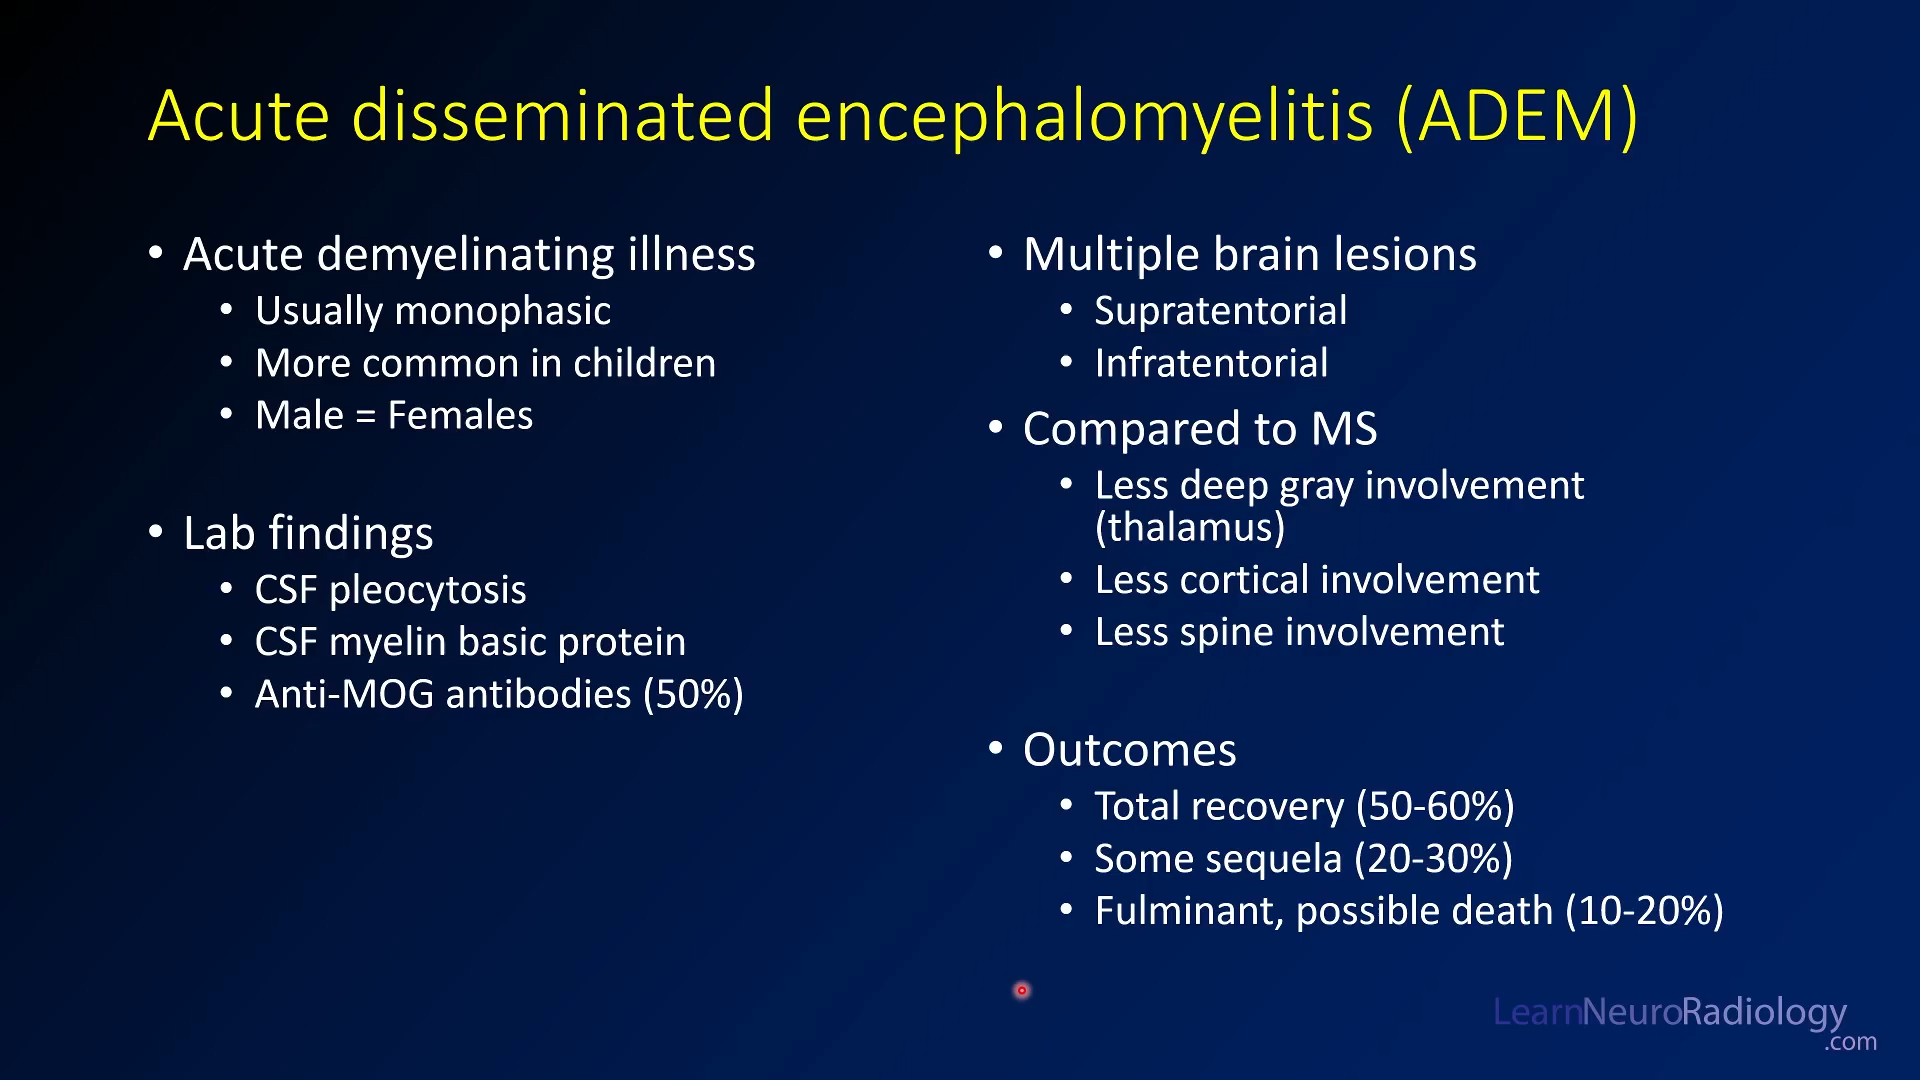 Acute disseminated encephalomyelitis (ADEM)
• Acute demyelinating illness
• Usually monophasic
• More common in children
• Male = Females
• Lab findings
• CSF pleocytosis
• CSF myelin basic protein
• Anti-MOG antibodies (50%)
• Multiple brain lesions
• Supratentorial
• Infratentorial
• Compared to MS
• Less deep gray involvement
(thalamus)
• Less cortical involvement
• Less spine involvement
• Outcomes
• Total recovery (50-60%)
• Some sequela (20-30%)
• Fulminant, possible death (10-20%)
LearnNeuroRadiology
.com